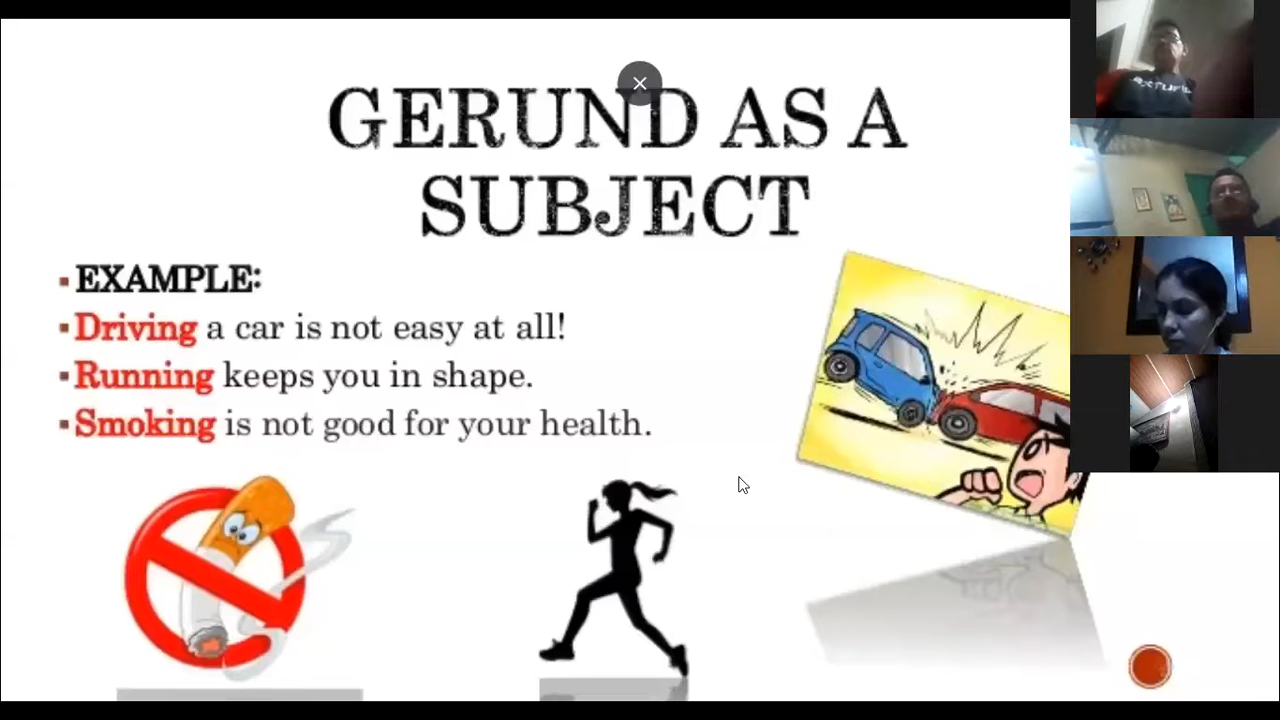 GERUND AS A
SUBJECT
EXAMPLE:
Driving a car is not easy at all!
Running keeps you in shape.
Smoking is not good for your health.